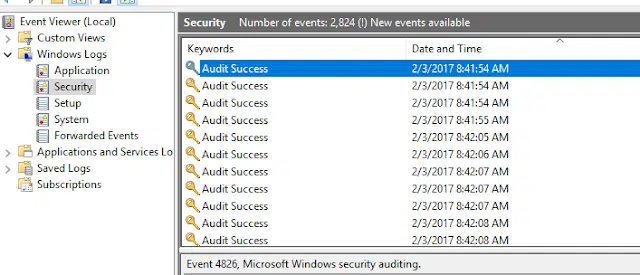 Event Viewer (Local)
Custom Views
Windows Logs
Application
Security
Setup
System
Forwarded Events
Applications and Services Lo
Saved Logs
Subscriptions
Security Number of events: 2,824 (!) New events available
Keywords Date and Time
Audit Success 2/3/2017 8:41:54 AM
Audit Success 2/3/2017 8:41:54 AM
Audit Success 2/3/2017 8:41:54 AM
Audit Success 2/3/2017 8:41:55 AM
Audit Success 2/3/2017 8:42:05 AM
Audit Success 2/3/2017 8:42:06 AM
Audit Success 2/3/2017 8:42:07 AM
Audit Success 2/3/2017 8:42:07 AM
Audit Success 2/3/2017 8:42:07 AM
Audit Success 2/3/2017 8:42:08 AM
Audit Success 2/3/2017 8:42:08 AM
Event 4826, Microsoft Windows security auditing.